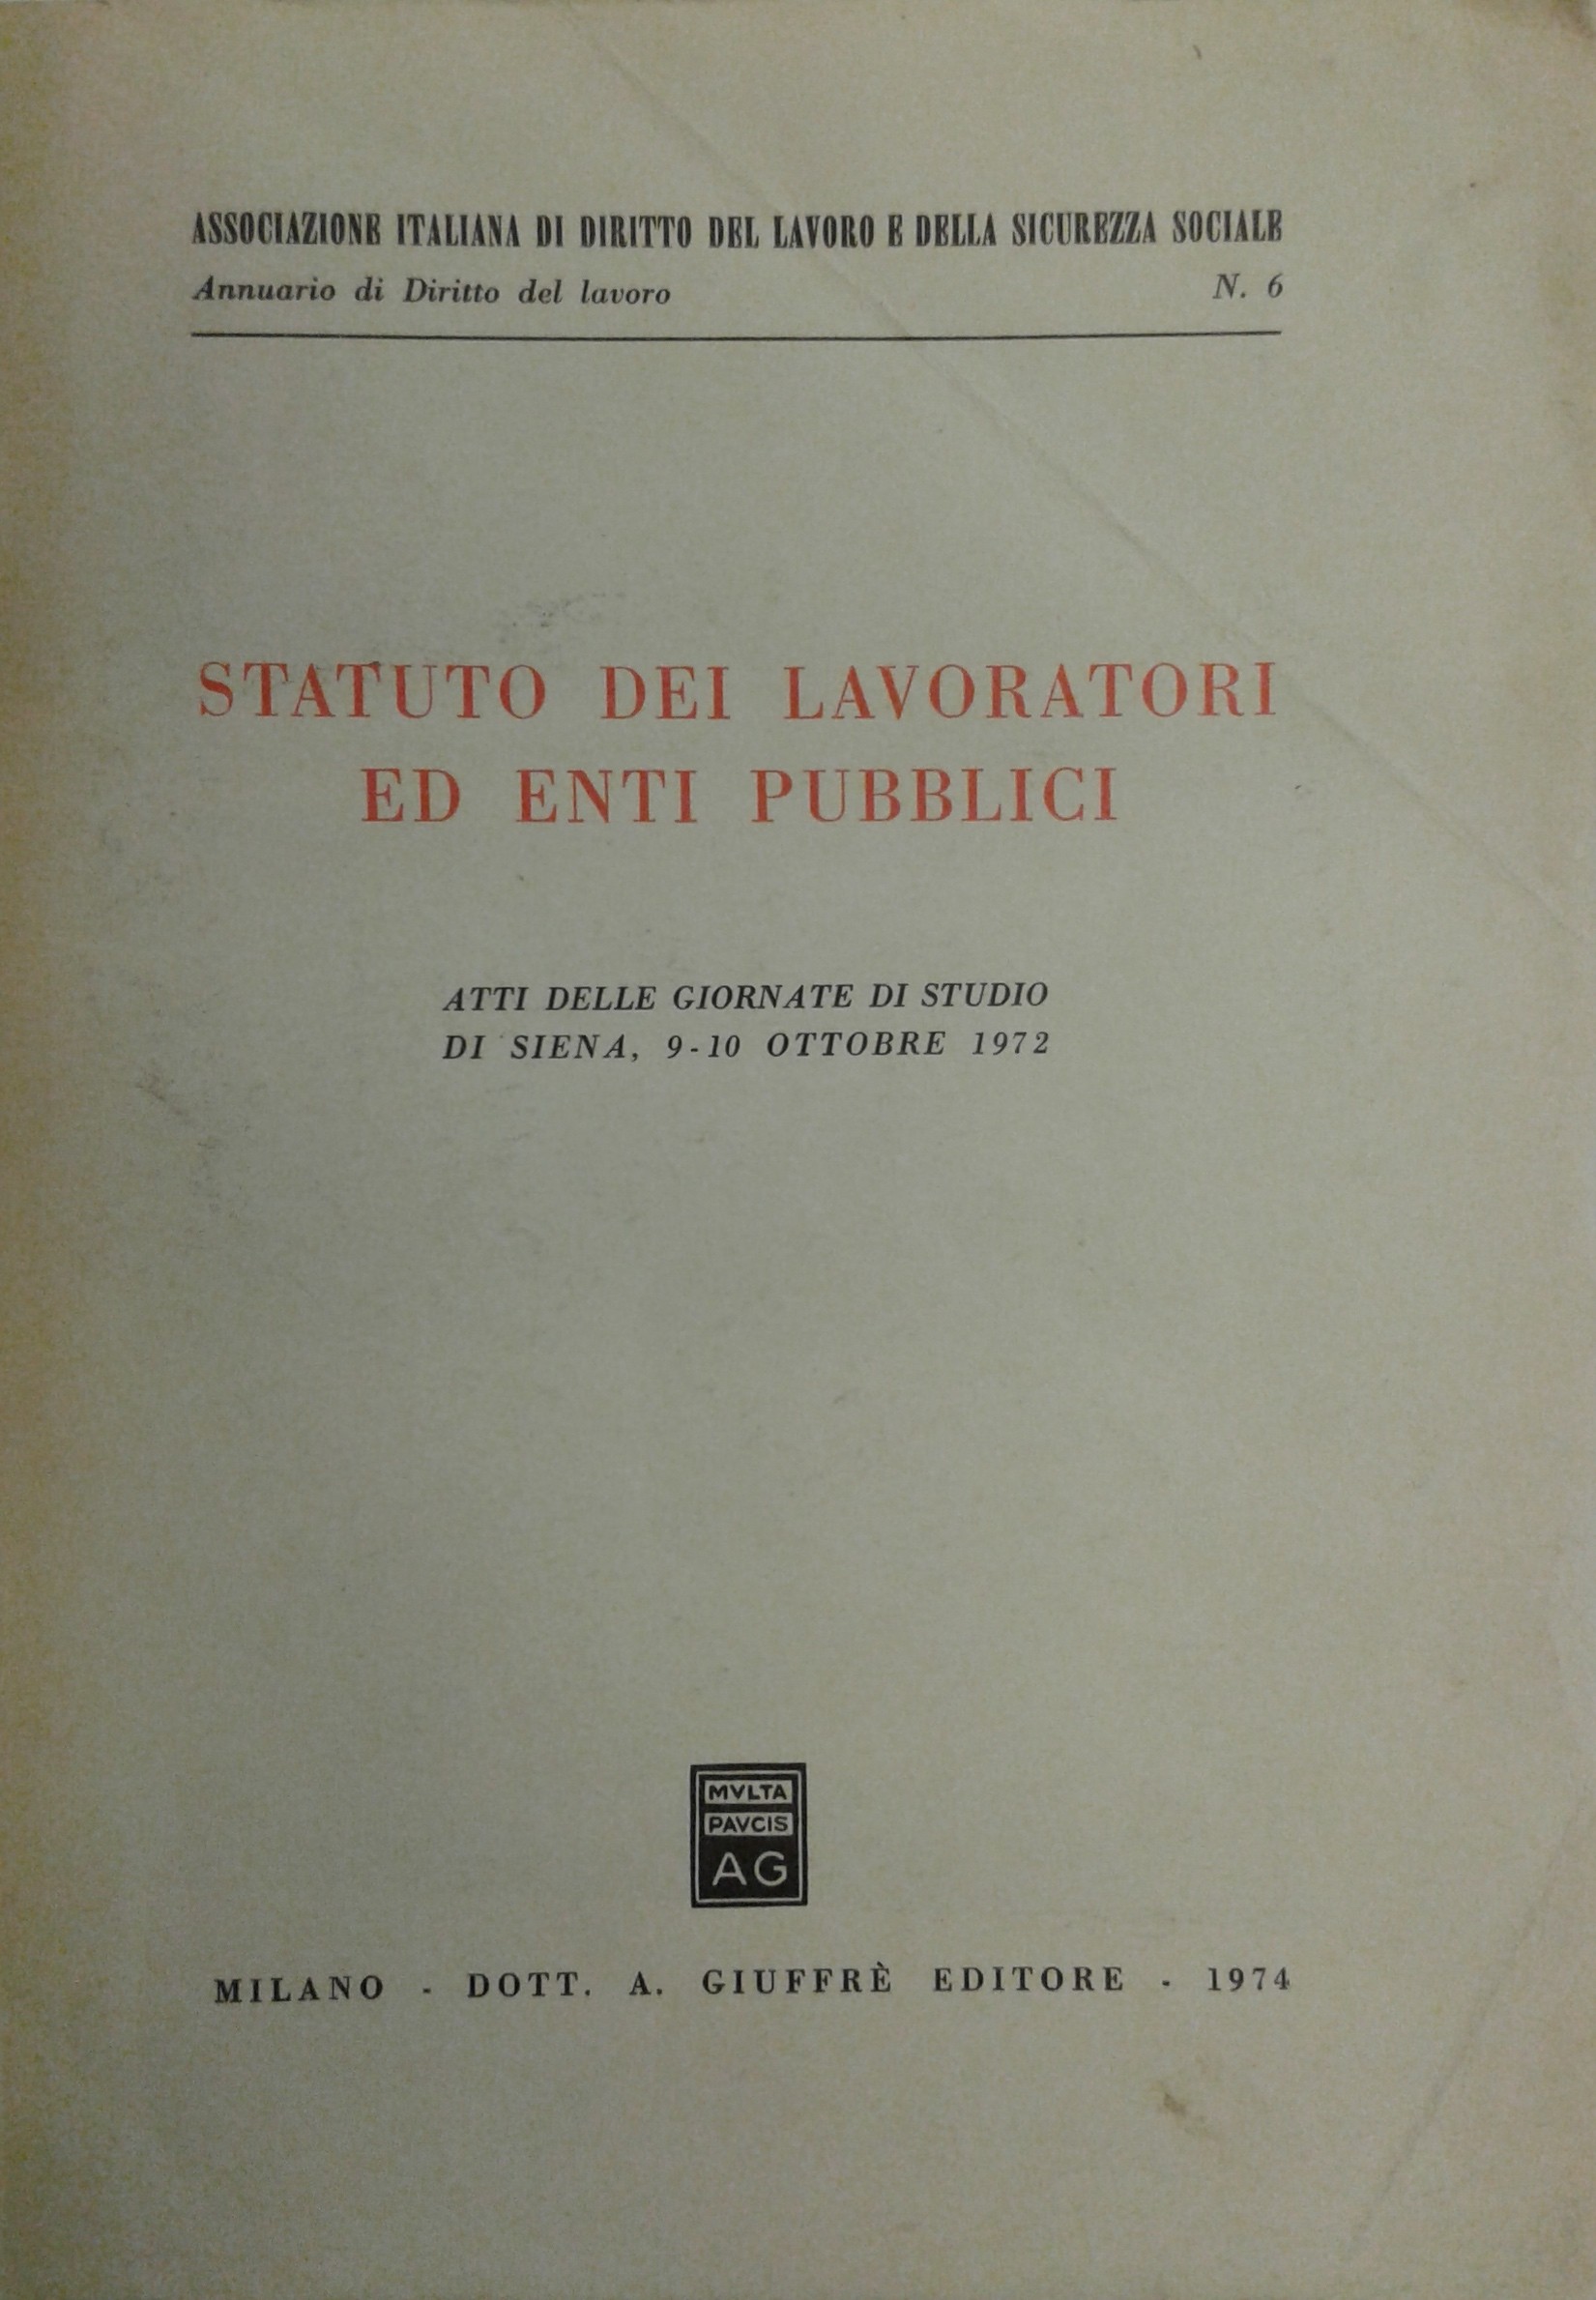 ASSOCIAZIONE ITALIANA DI DIRITTO DEL LAVORO E DELLA SICUREZZA SOCIALE
Annuario di Diritto del lavoro N. 6
STATUTO DEI LAVORATORI
ED ENTI PUBBLICI
ATTI DELLE GIORNATE DI STUDIO
DI SIENA, 9-10 OTTOBRE 1972
MVLTA
PAVCIS
AG
MILANO - DOTT. A. GIUFFRÈ EDITORE - 1974